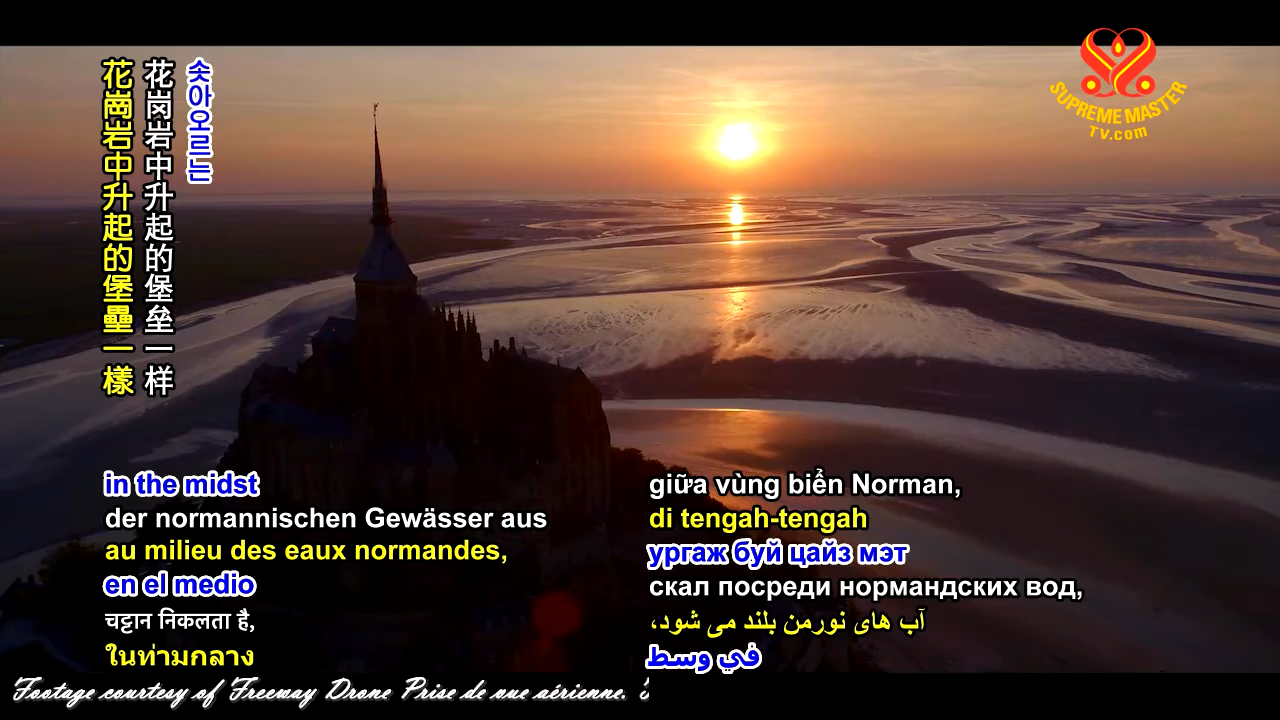 솟아오르는
花岗岩中升起的堡垒一样
花崗岩中升起的堡壘一樣
SUPREME MASTER
TV.com
in the midst
der normannischen Gewässer aus
au milieu des eaux normandes,
en el medio
चट्टान निकलता है,
ในท่ามกลาง
giữa vùng biển Norman,
di tengah-tengah
ургаж буй цайз мэт
скал посреди нормандских вод,
آب های نورمن بلند می شود،
في وسط
Footage courtesy of Freeway Drone Prise de vue aérienne.